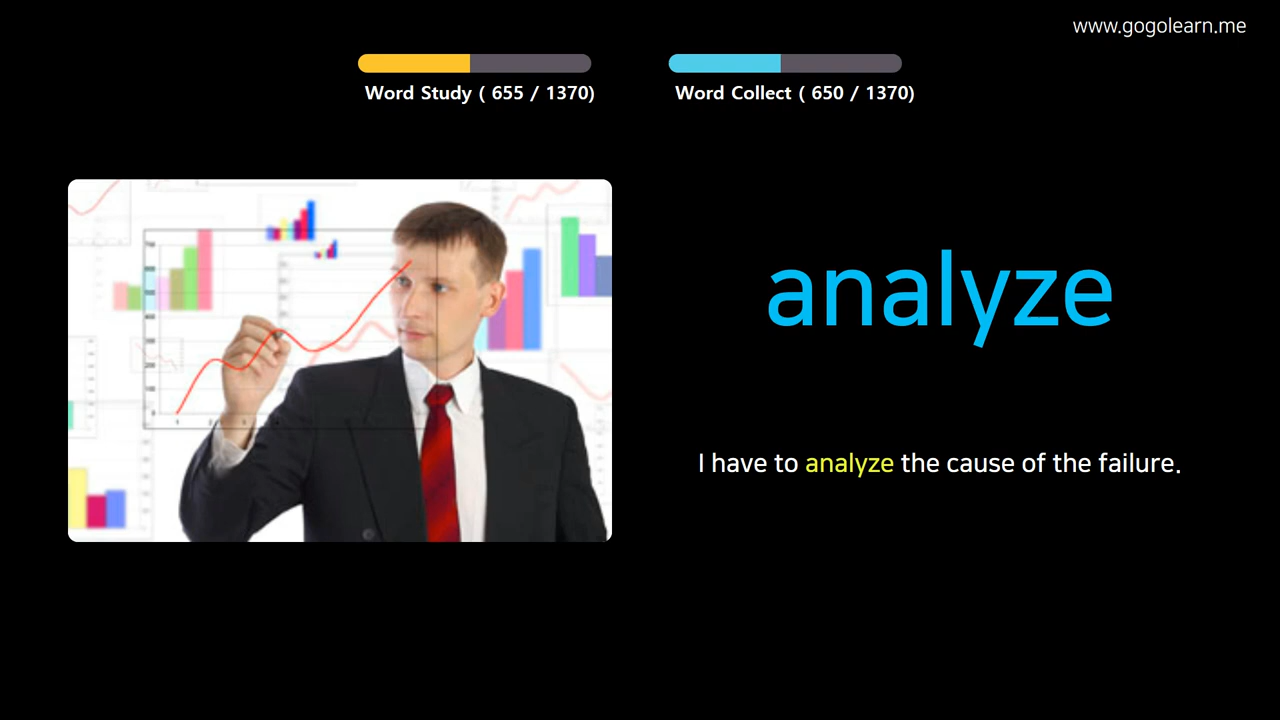 www.gogolearn.me
Word Study ( 655 / 1370)
Word Collect ( 650 / 1370)
analyze
I have to analyze the cause of the failure.